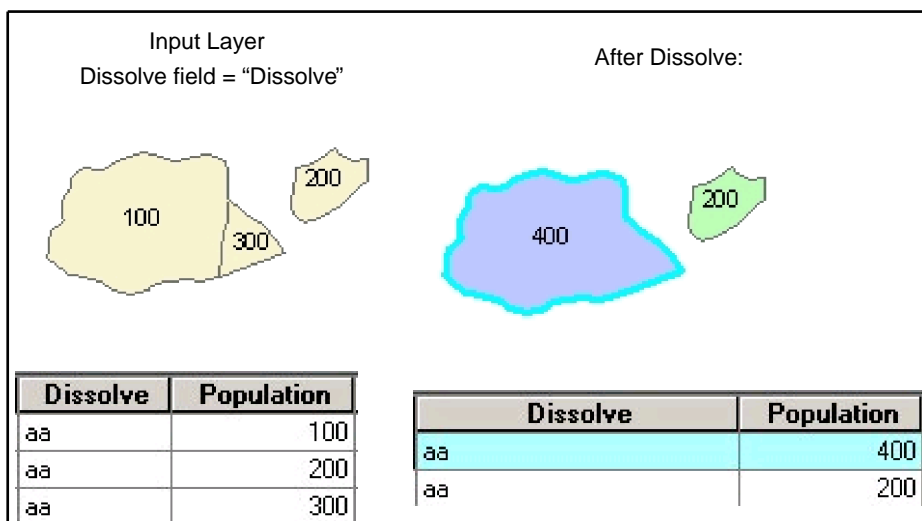 Input Layer
Dissolve field = “Dissolve”
After Dissolve:
100
300
200
400
200
Dissolve Population
aa 100
aa 200
aa 300
Dissolve Population
aa 400
aa 200